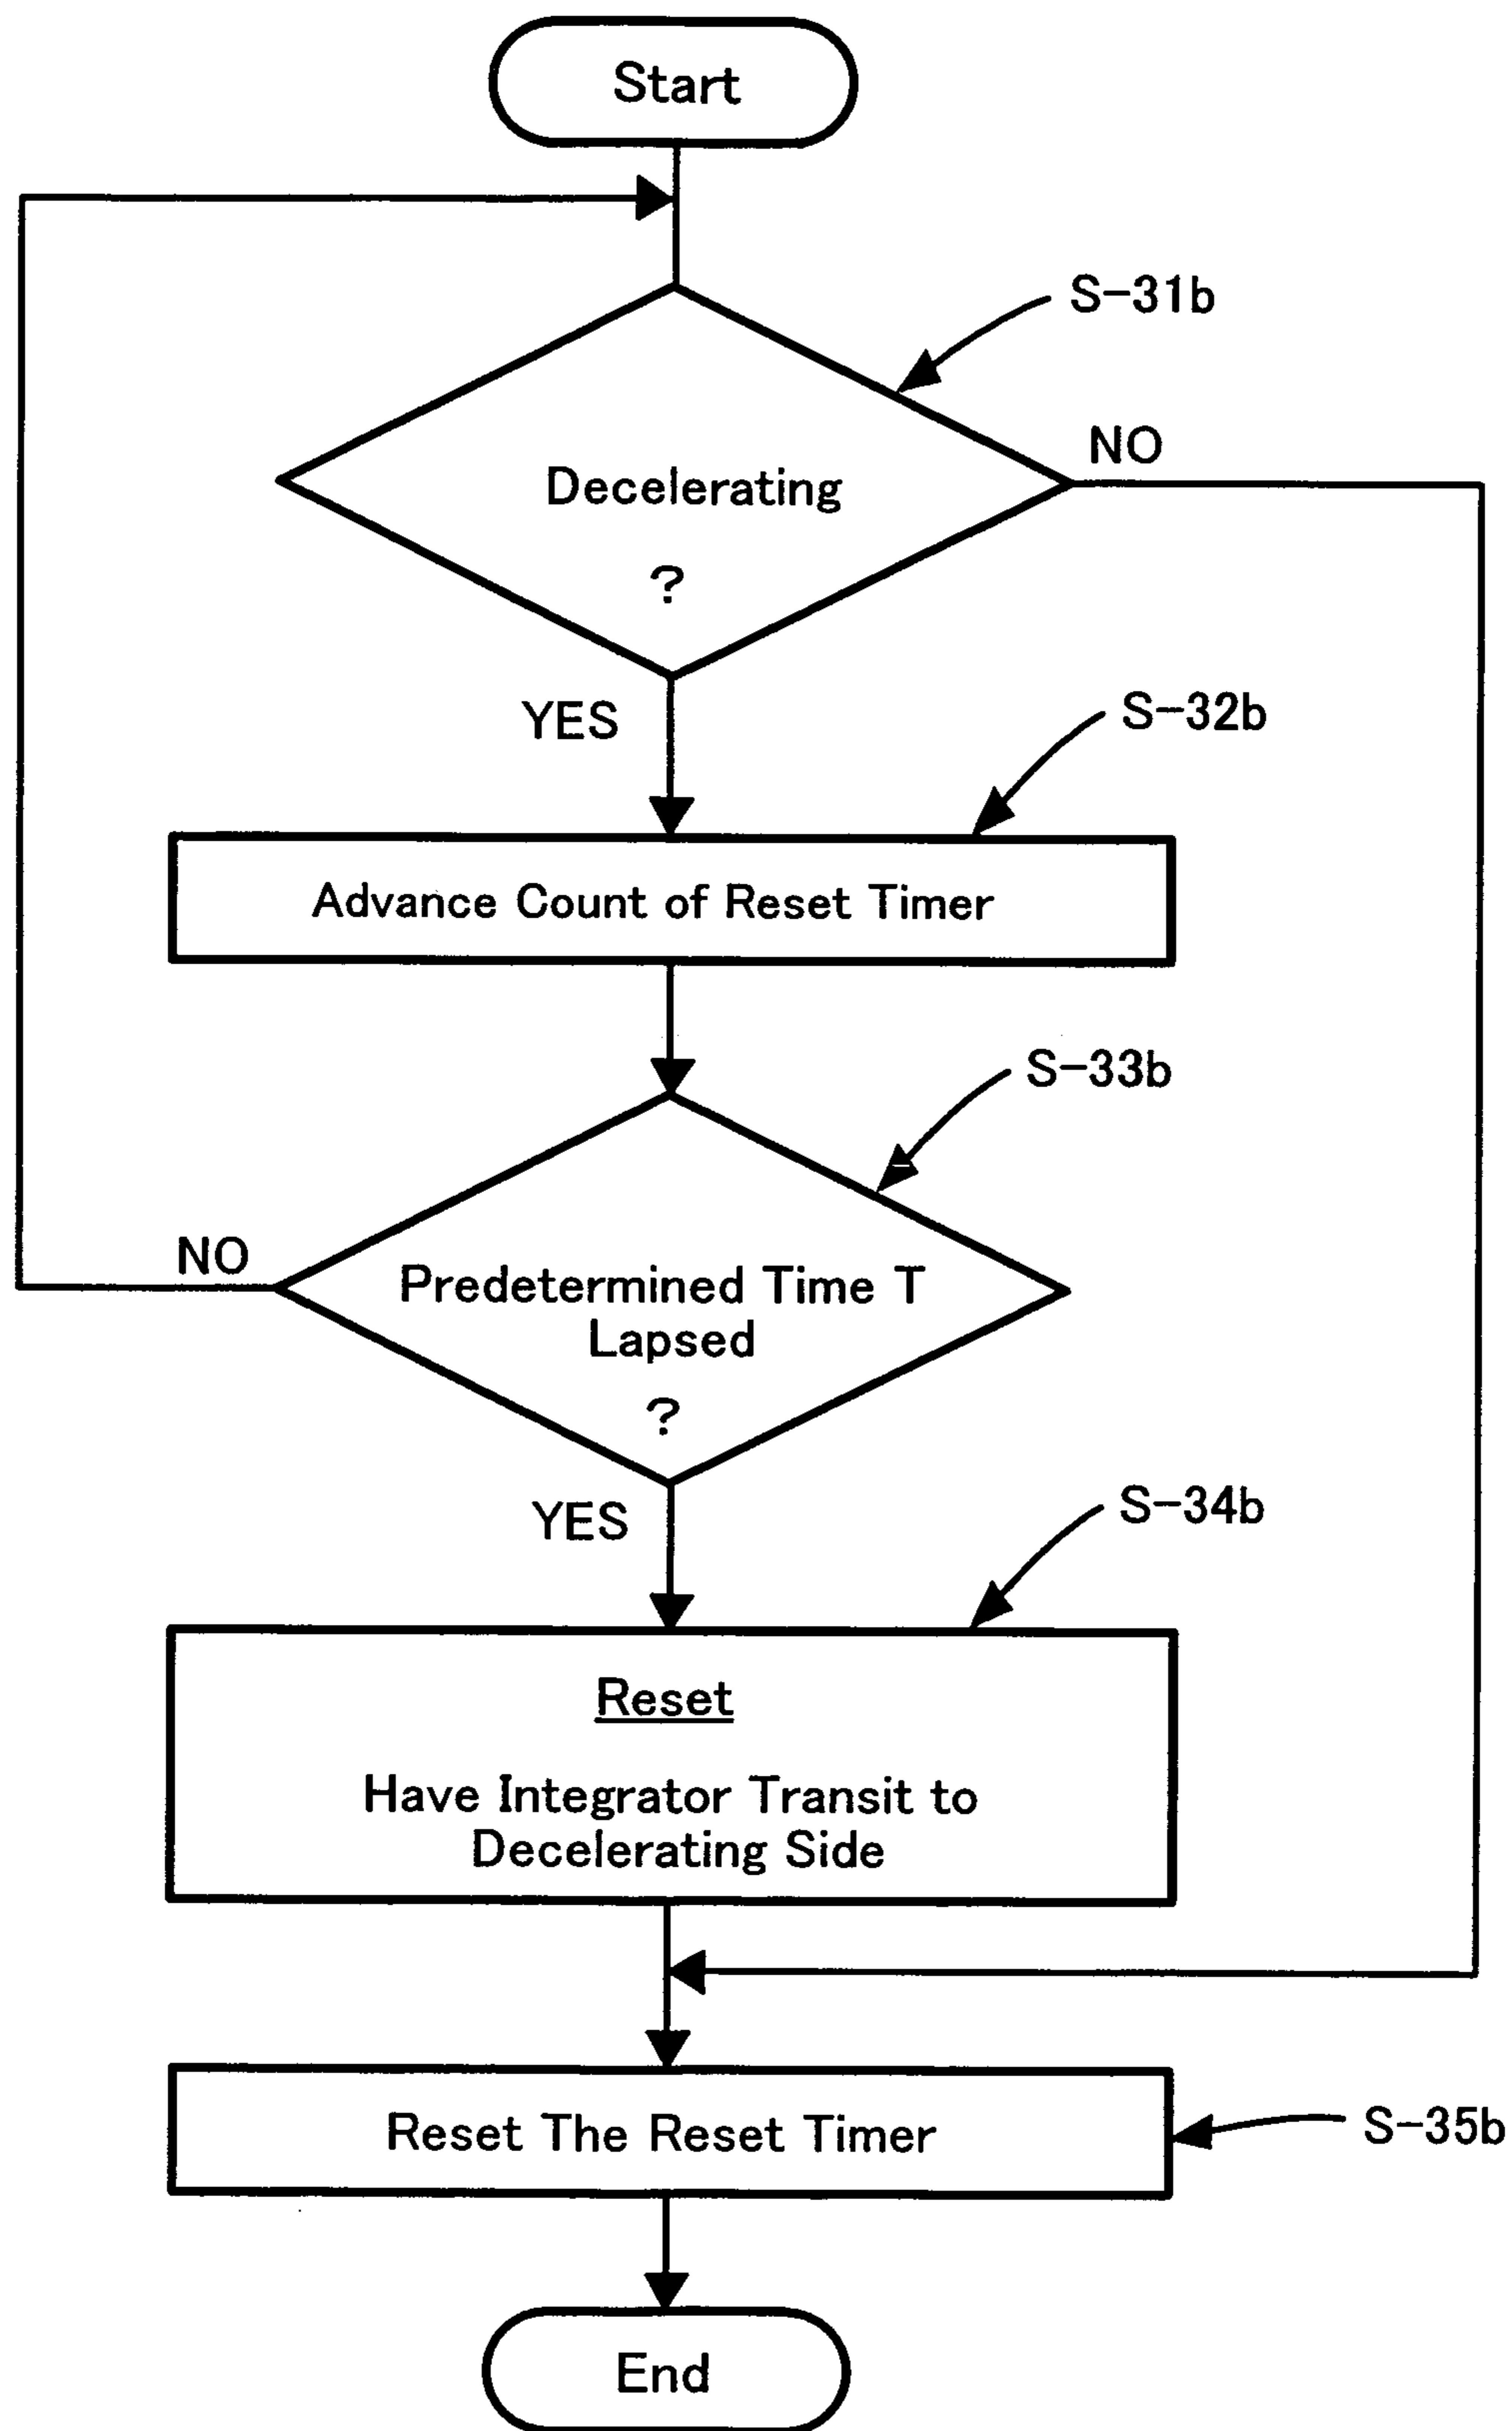 Start
S-31b
NO
Decelerating
?
YES
S-32b
Advance Count of Reset Timer
S-33b
NO
Predetermined Time T
Lapsed
?
YES
S-34b
Reset
Have Integrator Transit to
Decelerating Side
Reset The Reset Timer
S-35b
End